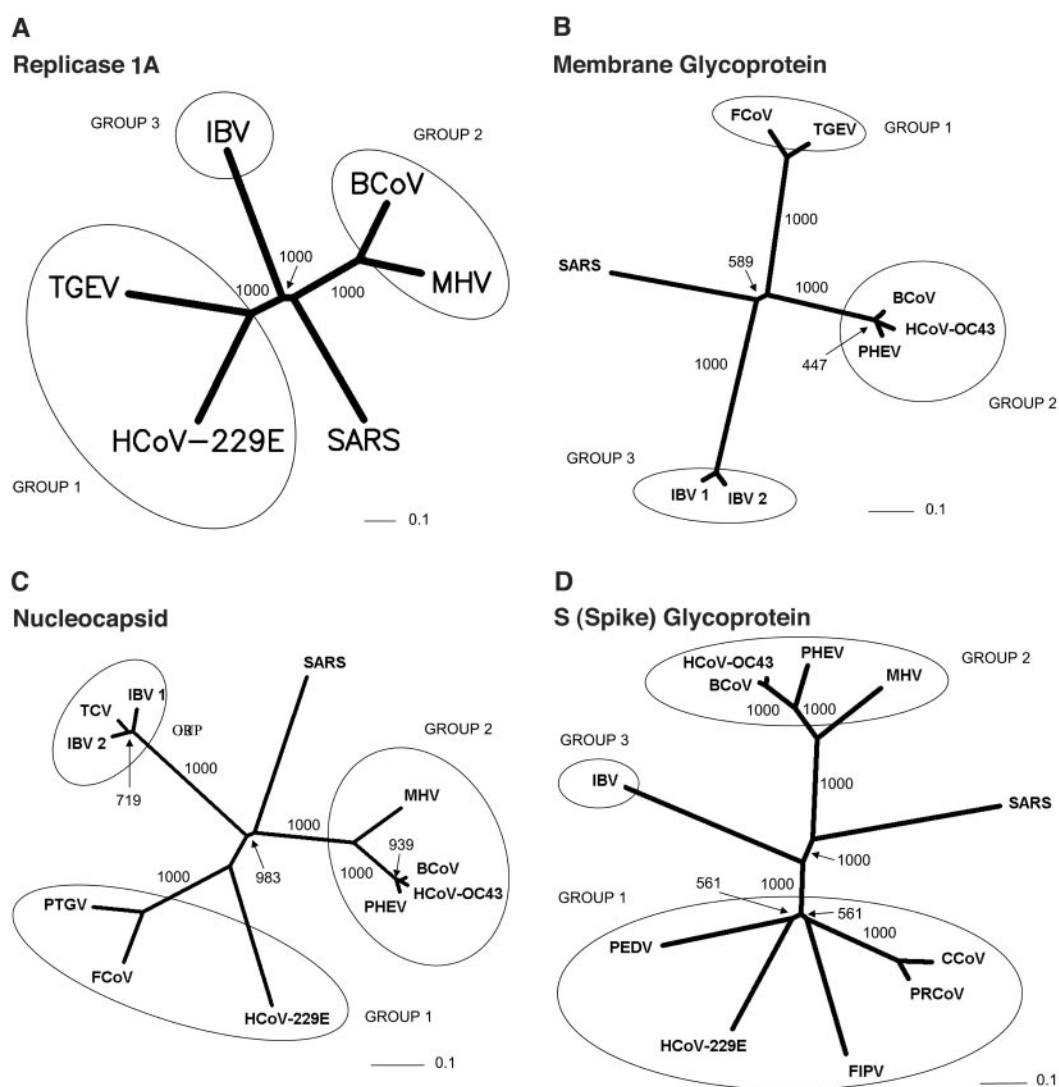 A
Replicase 1A
GROUP 3
IBV
GROUP 2
BCoV
1000
TGEV
1000
1000
MHV
HCoV-229E
SARS
GROUP 1
0.1
B
Membrane Glycoprotein
FCoV
TGEV
GROUP 1
1000
589
SARS
1000
BCoV
HCoV-OC43
PHEV
447
1000
GROUP 2
GROUP 3
IBV 1
IBV 2
0.1
C
Nucleocapsid
SARS
IBV 1
TCV
IBV 2
1000
719
GROUP 2
MHV
1000
939
1000
BCoV
HCoV-OC43
PHEV
983
1000
PTGV
FCoV
HCoV-229E
GROUP 1
0.1
D
S (Spike) Glycoprotein
PHEV
HCoV-OC43
BCoV
MHV
GROUP 2
1000
1000
GROUP 3
IBV
1000
SARS
1000
1000
GROUP 1
561
561
1000
PEDV
CCoV
PRCoV
HCoV-229E
FIPV
0.1